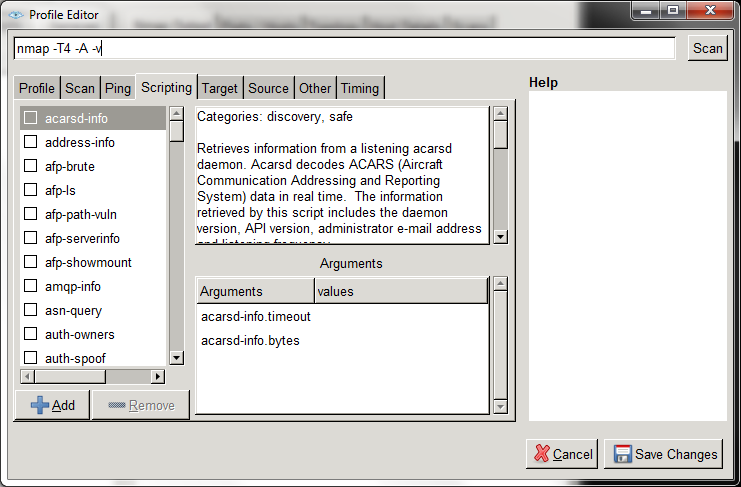 Profile Editor
nmap -T4 -A -v
Scan
Profile Scan Ping Scripting Target Source Other Timing
Help
acarsd-info
address-info
afp-brute
afp-ls
afp-path-vuln
afp-serverinfo
afp-showmount
amqp-info
asn-query
auth-owners
auth-spoof
Add
Remove
Categories: discovery, safe
Retrieves information from a listening acarsd
daemon. Acarsd decodes ACARS (Aircraft
Communication Addressing and Reporting
System) data in real time.  The information
retrieved by this script includes the daemon
version, API version, administrator e-mail address
and listening frequency.
Arguments
Arguments values
acarsd-info.timeout
acarsd-info.bytes
Cancel
Save Changes